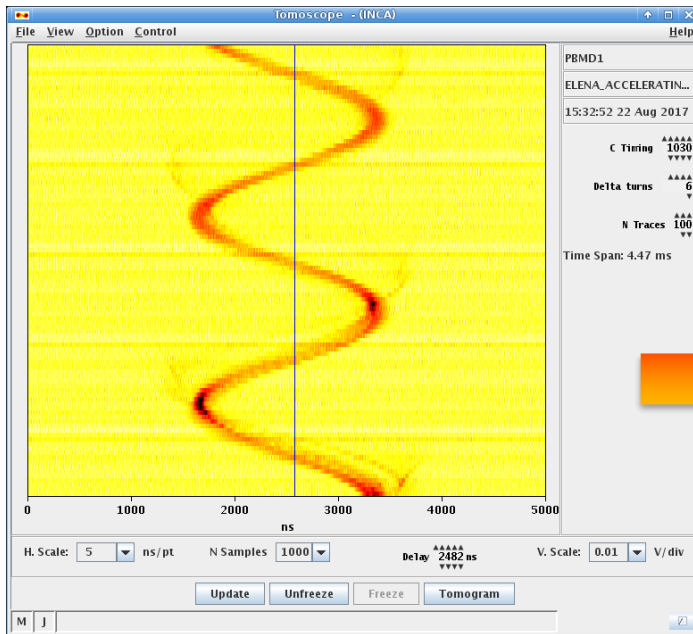 Tomoscope - (INCA)
File View Option Control Help
PBMD1
ELENA_ACCELERATIN...
15:32:52 22 Aug 2017
C Timing 1030
Delta turns 6
N Traces 100
Time Span: 4.47 ms
0 1000 2000 3000 4000 5000
ns
H. Scale: 5 ns/pt N Samples 1000 Delay 2482 ns V. Scale: 0.01 V/div
Update Unfreeze Freeze Tomogram
M J